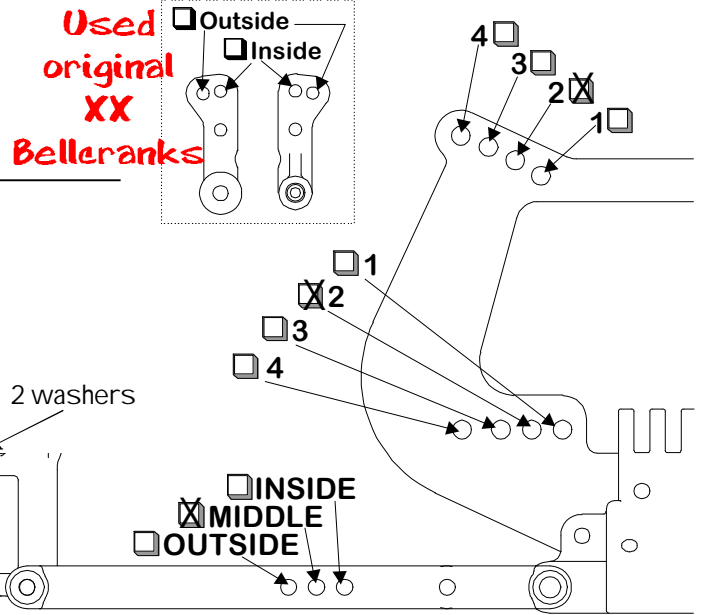 Used
original
XX
Bellcranks
Outside
Inside
4
3
2
1
1
2
3
4
2 washers
INSIDE
MIDDLE
OUTSIDE